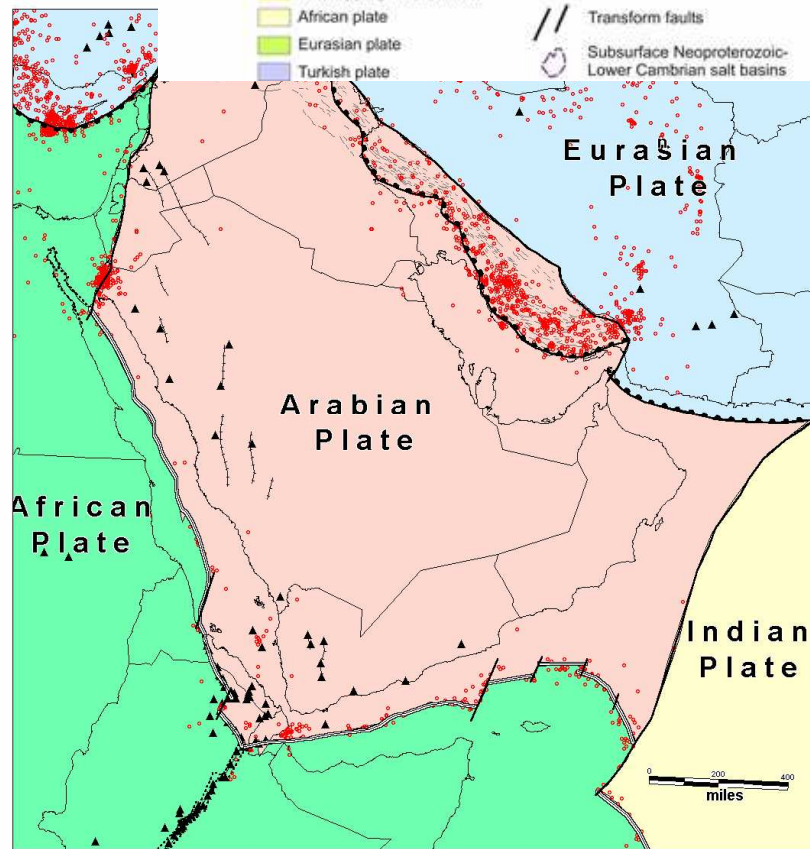 African plate
Eurasian plate
Turkish plate
Transform faults
Subsurface Neoproterozoic-
Lower Cambrian salt basins
Eurasian
Plate
Arabian
Plate
African
Plate
Indian
Plate
0 200 400
miles